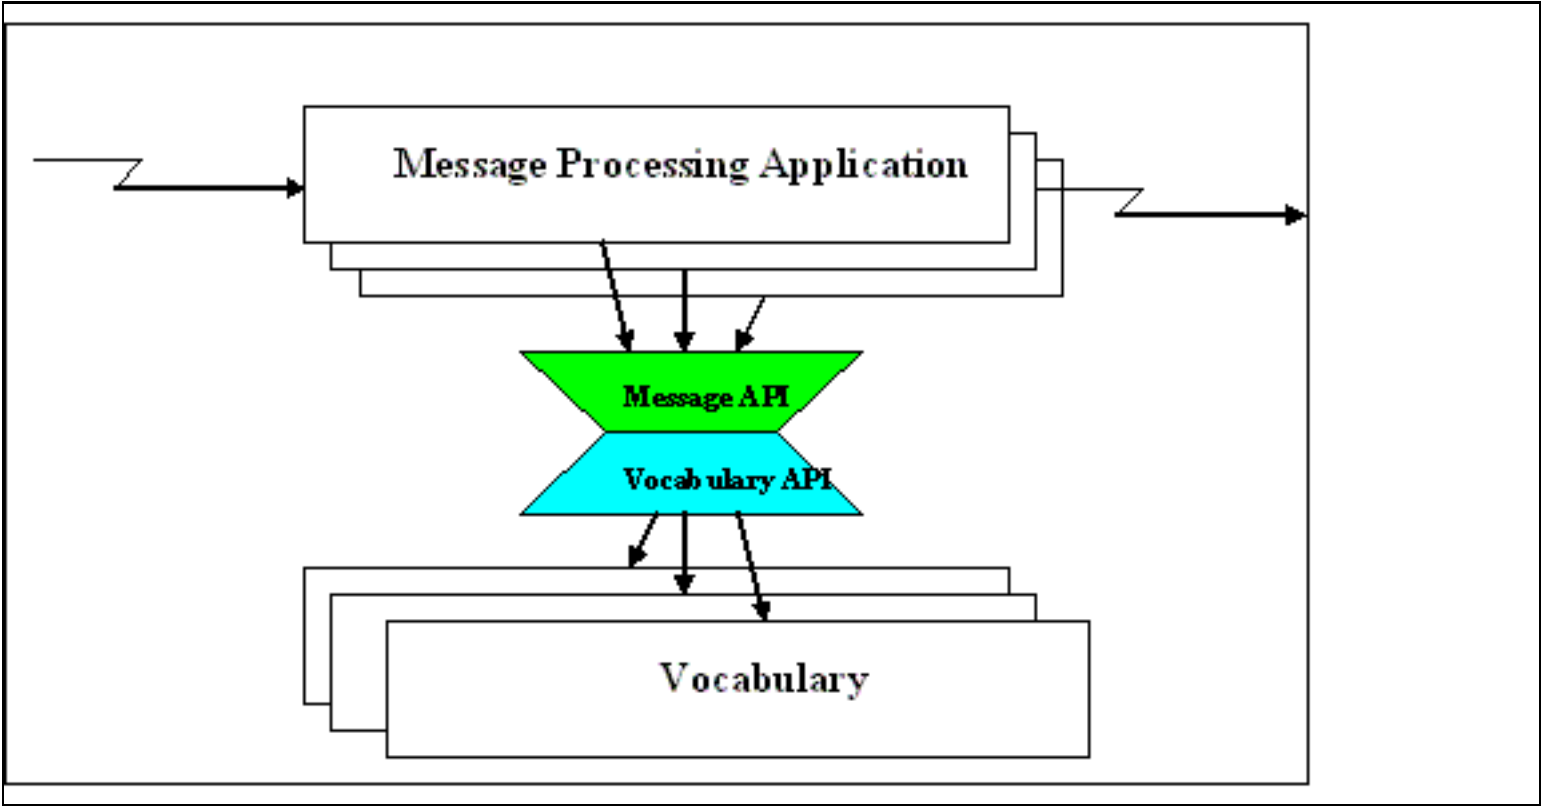 Message Processing Application
Message API
Vocabulary API
Vocabulary